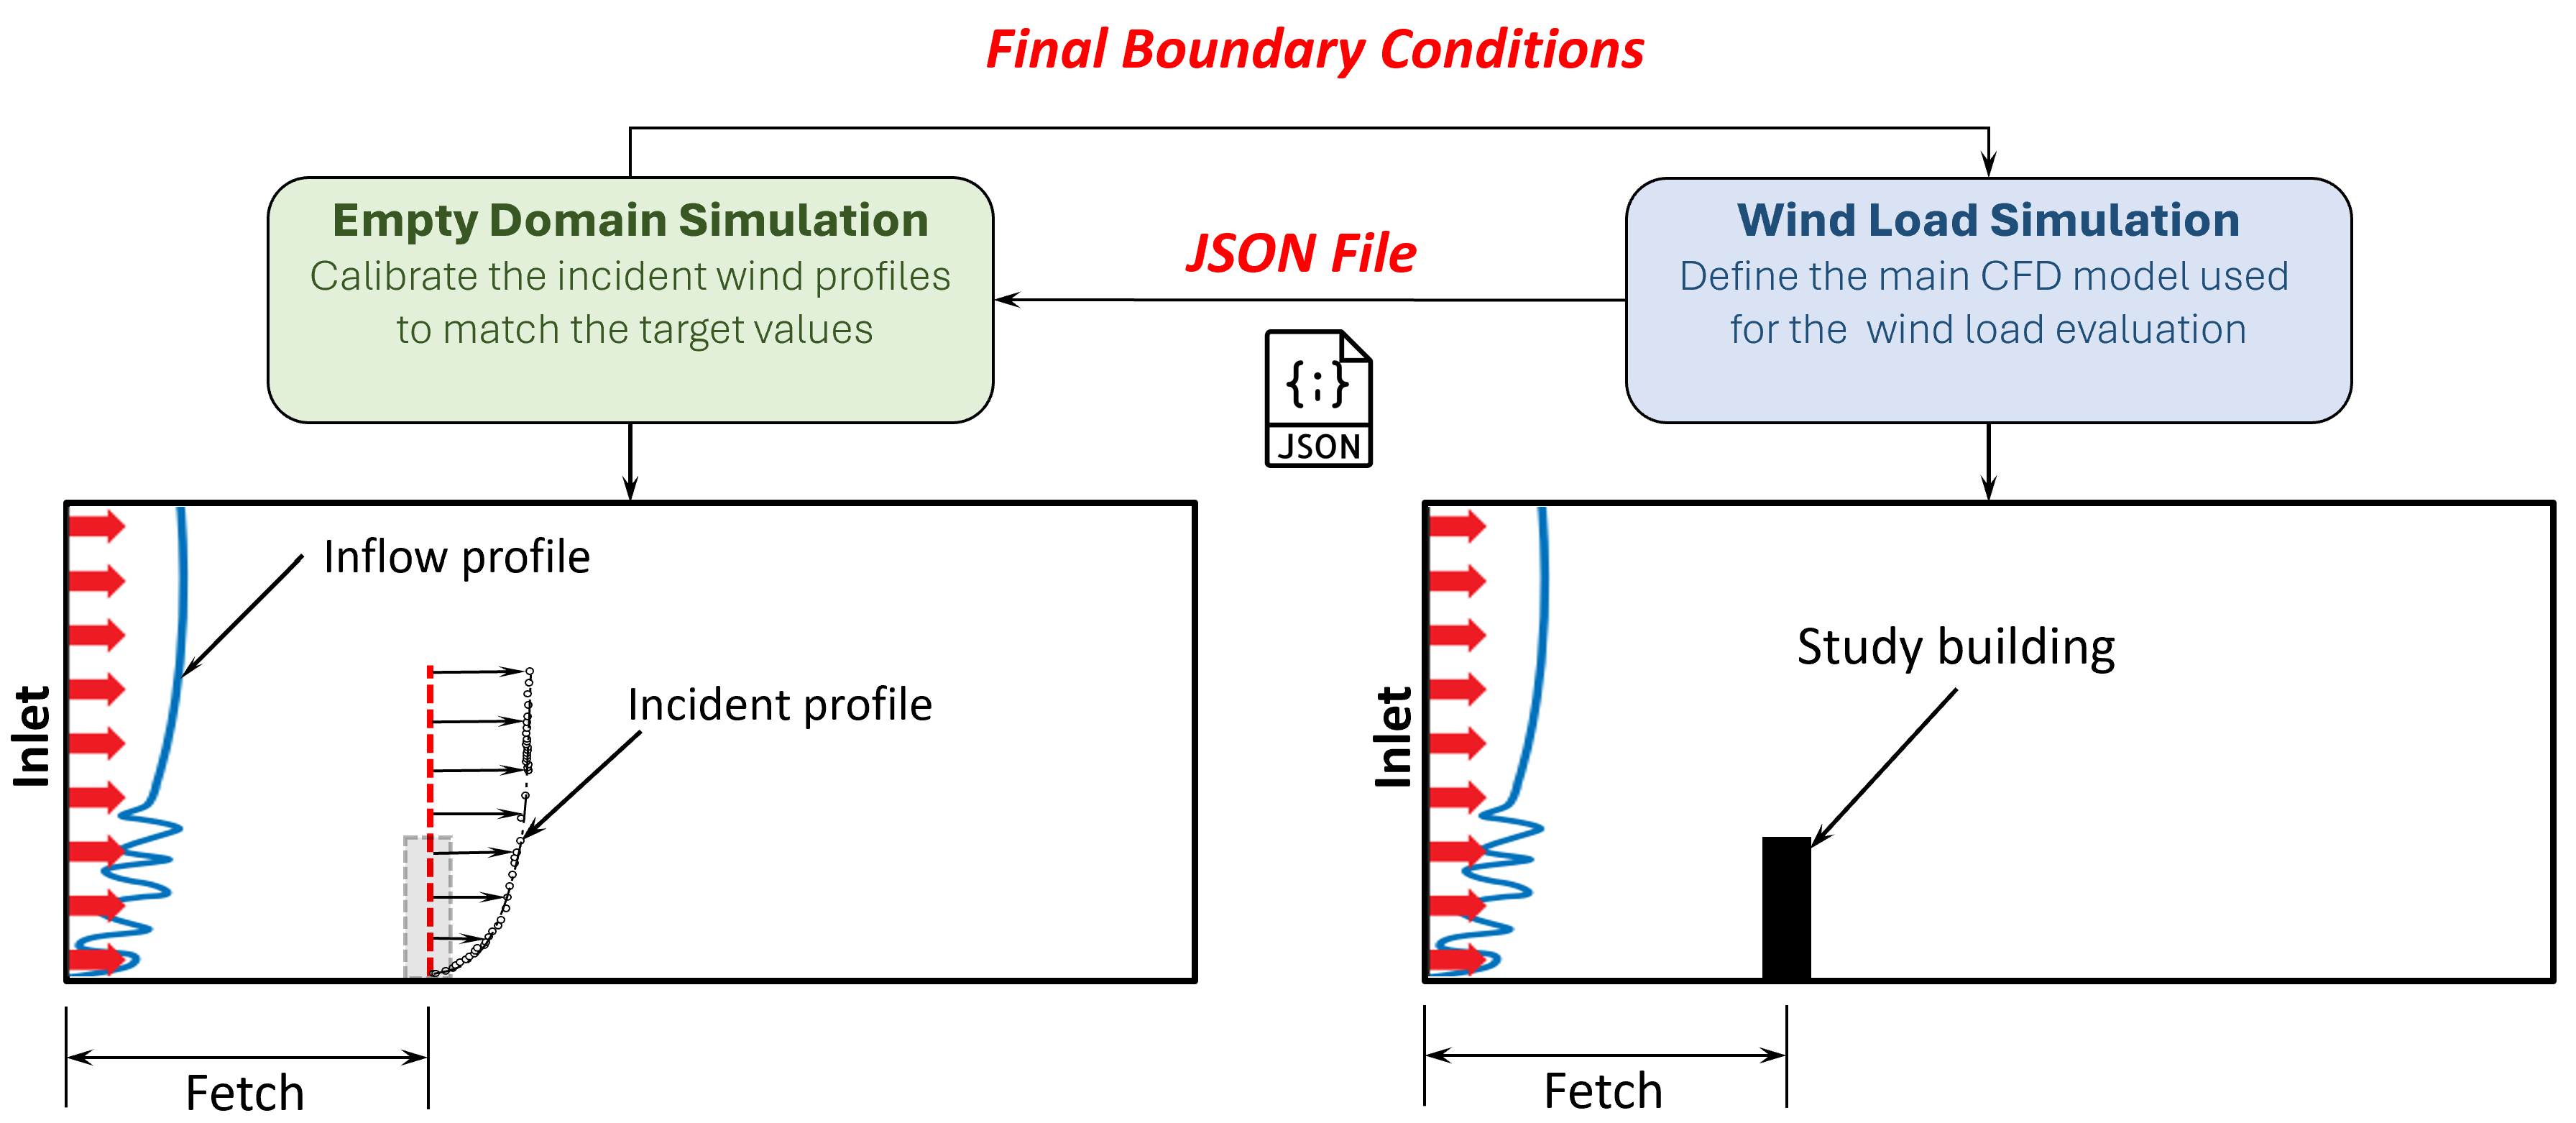 Final Boundary Conditions
Empty Domain Simulation
Calibrate the incident wind profiles
to match the target values
JSON File
{;}
JSON
Wind Load Simulation
Define the main CFD model used
for the wind load evaluation
Inflow profile
Incident profile
Inlet
Fetch
Study building
Inlet
Fetch